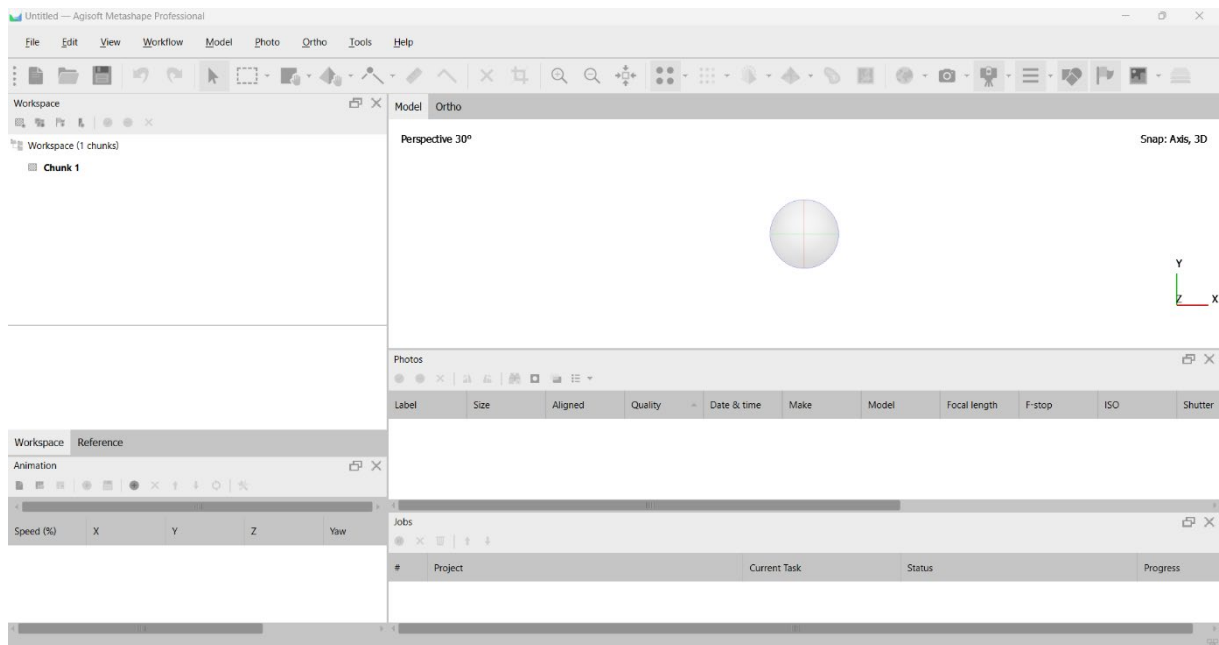 Untitled — Agisoft Metashape Professional
File Edit View Workflow Model Photo Ortho Tools Help
Workspace
Workspace (1 chunks)
Chunk 1
Model Ortho
Perspective 30°
Snap: Axis, 3D
Y
Z X
Photos
Label Size Aligned Quality Date & time Make Model Focal length F-stop ISO Shutter
Workspace Reference
Animation
Speed (%) X Y Z Yaw
Jobs
# Project Current Task Status Progress